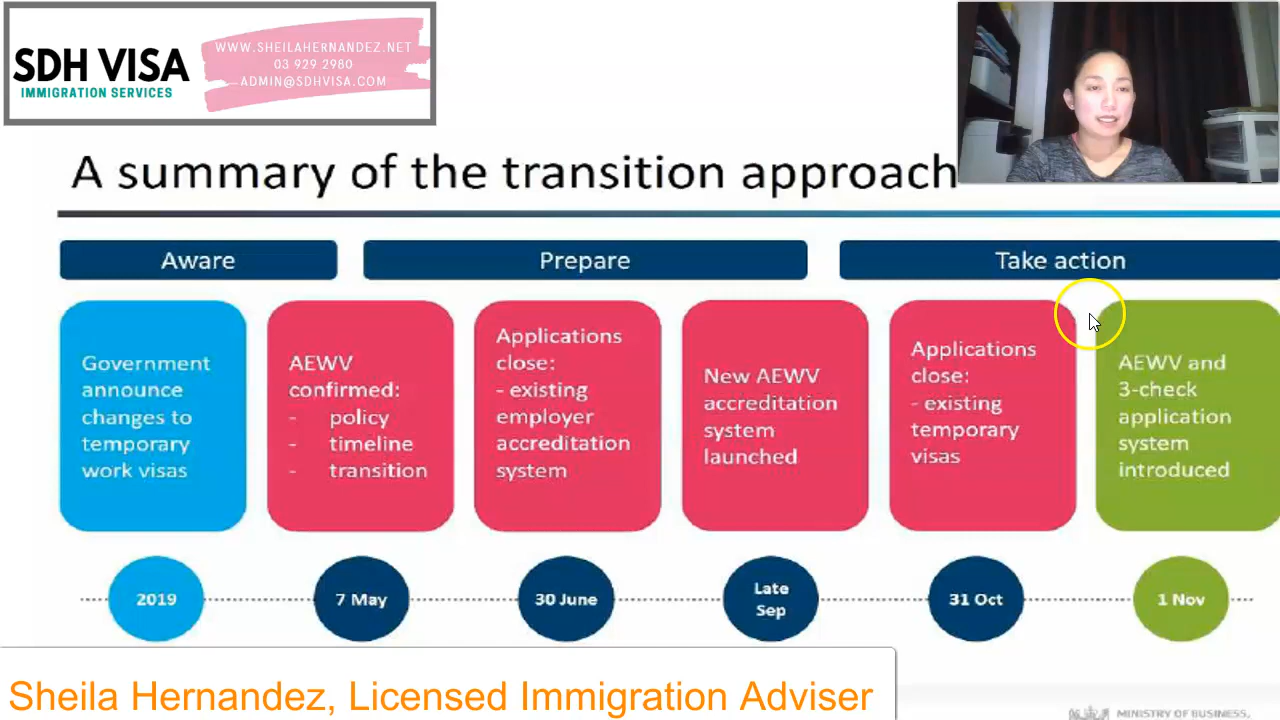 SDH VISA
IMMIGRATION SERVICES
WWW.SHEILAHERNANDEZ.NET
03 929 2980
ADMIN@SDHVISA.COM
A summary of the transition approach
Aware
Prepare
Take action
Government
announce
changes to
temporary
work visas
AEWV
confirmed:
- policy
- timeline
- transition
Applications
close:
- existing
employer
accreditation
system
New AEWV
accreditation
system
launched
Applications
close:
- existing
temporary
visas
AEWV and
3-check
application
system
introduced
2019
7 May
30 June
Late
Sep
31 Oct
1 Nov
Sheila Hernandez, Licensed Immigration Adviser
MINISTRY OF BUSINESS,